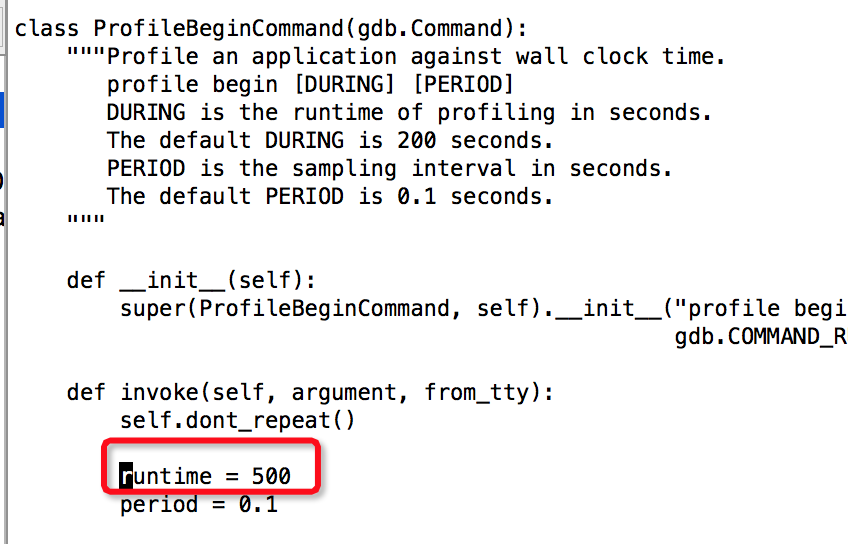 class ProfileBeginCommand(gdb.Command):
    """Profile an application against wall clock time.
       profile begin [DURING] [PERIOD]
       DURING is the runtime of profiling in seconds.
       The default DURING is 200 seconds.
       PERIOD is the sampling interval in seconds.
       The default PERIOD is 0.1 seconds.
    """
    def __init__(self):
        super(ProfileBeginCommand, self).__init__("profile begi
                                                  gdb.COMMAND_R
    def invoke(self, argument, from_tty):
        self.dont_repeat()
        runtime = 500
        period = 0.1